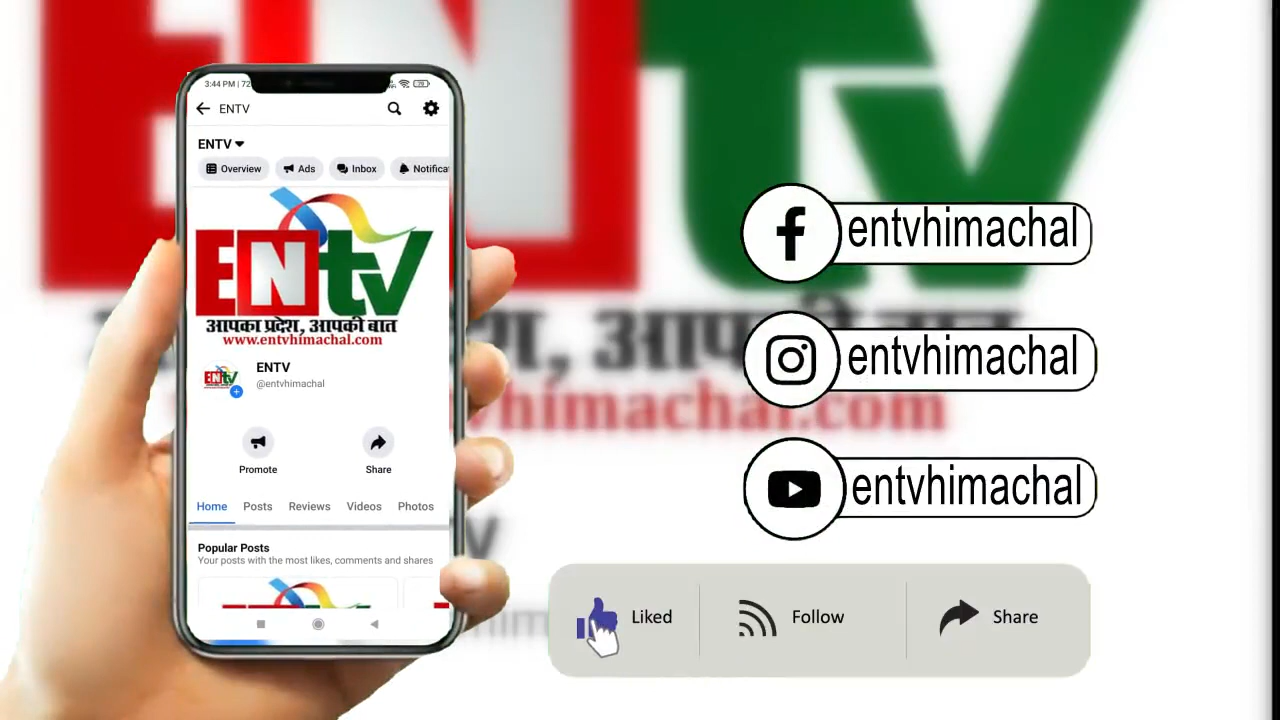 3:44 PM | 72
ENTV
ENTV
Overview
Ads
Inbox
Notifica
ENtv
आपका प्रदेश, आपकी बात
www.entvhimachal.com
ENTV
@entvhimachal
Promote
Share
Home
Posts
Reviews
Videos
Photos
Popular Posts
Your posts with the most likes, comments and shares
entvhimachal
entvhimachal
entvhimachal
Liked
Follow
Share